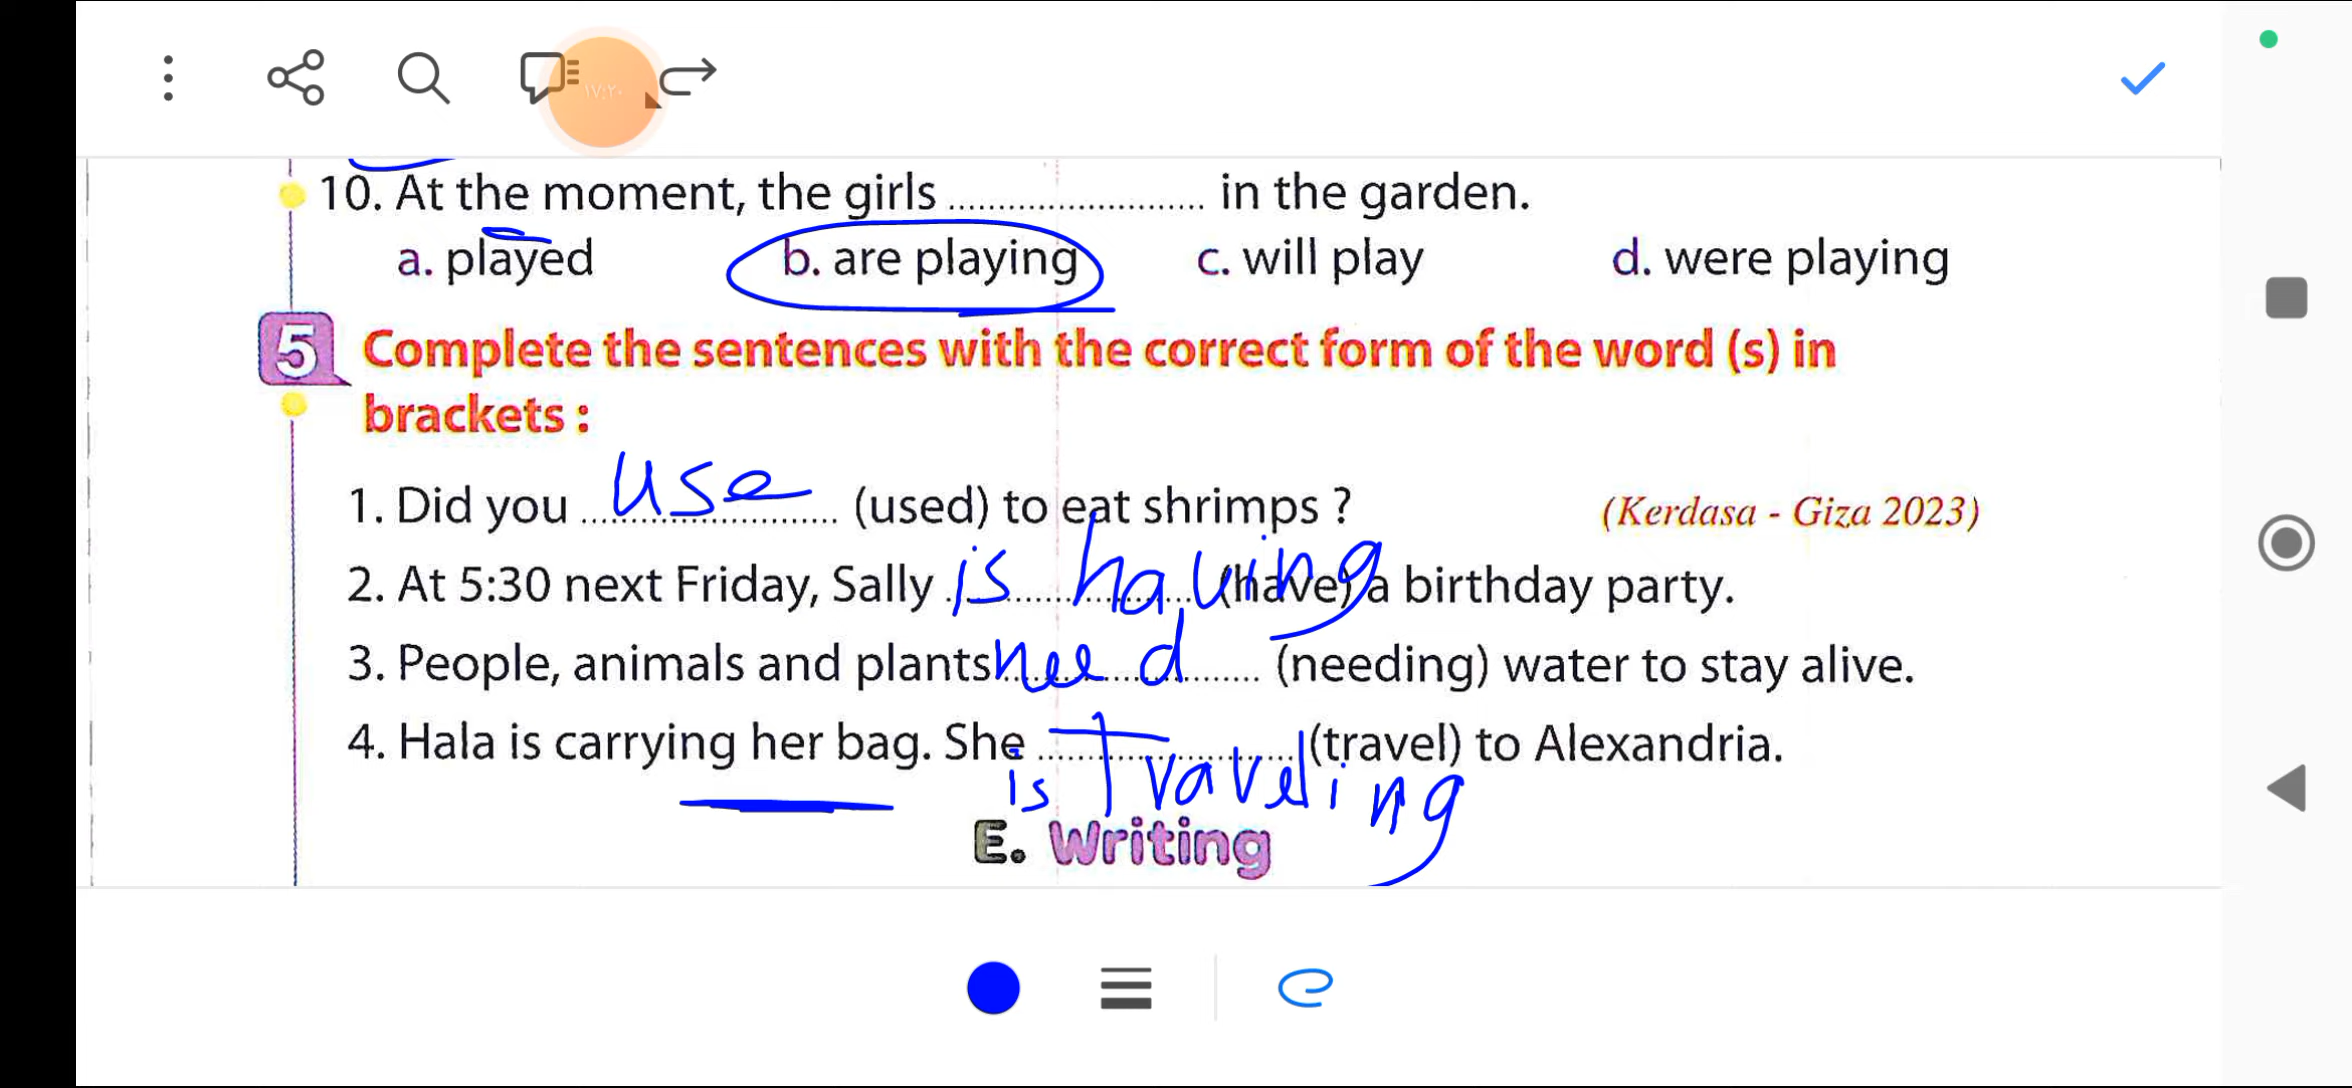 ١٧:٢٠
10. At the moment, the girls ........................ in the garden.
a. played b. are playing c. will play d. were playing
5 Complete the sentences with the correct form of the word (s) in
brackets :
1. Did you use (used) to eat shrimps ? (Kerdasa - Giza 2023)
2. At 5:30 next Friday, Sally is having (have) a birthday party.
3. People, animals and plants need (needing) water to stay alive.
4. Hala is carrying her bag. She is traveling (travel) to Alexandria.
E. Writing